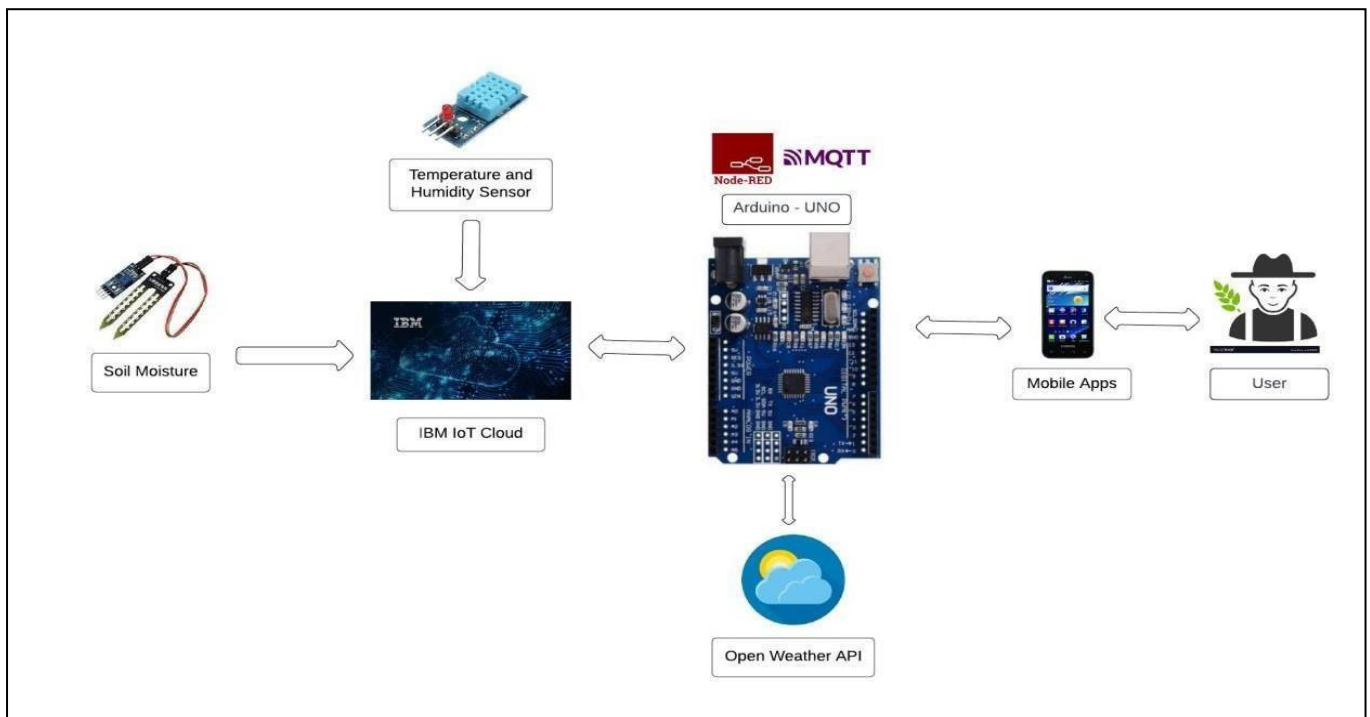 Temperature and
Humidity Sensor
Node-RED
MQTT
Arduino - UNO
IBM
Soil Moisture
IBM IoT Cloud
UNO
Mobile Apps
User
Open Weather API